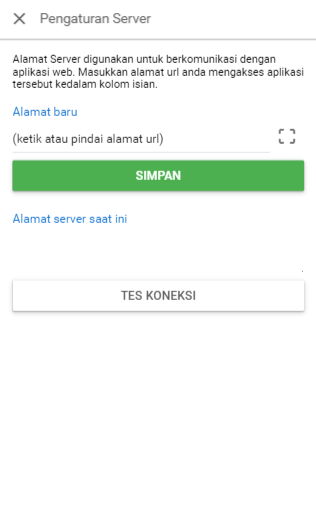 Pengaturan Server
Alamat Server digunakan untuk berkomunikasi dengan
aplikasi web. Masukkan alamat url anda mengakses aplikasi
tersebut kedalam kolom isian.
Alamat baru
(ketik atau pindai alamat url)
SIMPAN
Alamat server saat ini
.
TES KONEKSI